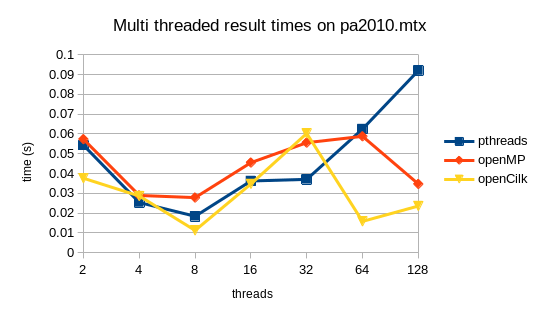 Multi threaded result times on pa2010.mtx
0.1
0.09
0.08
0.07
0.06
0.05
0.04
0.03
0.02
0.01
0
time (s)
2 4 8 16 32 64 128
threads
pthreads
openMP
openCilk